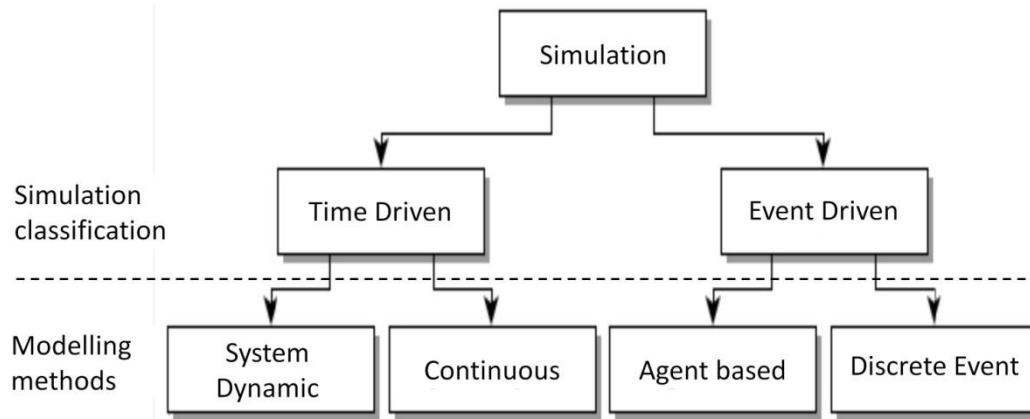 Simulation
Simulation
classification
Time Driven
Event Driven
Modelling
methods
System
Dynamic
Continuous
Agent based
Discrete Event